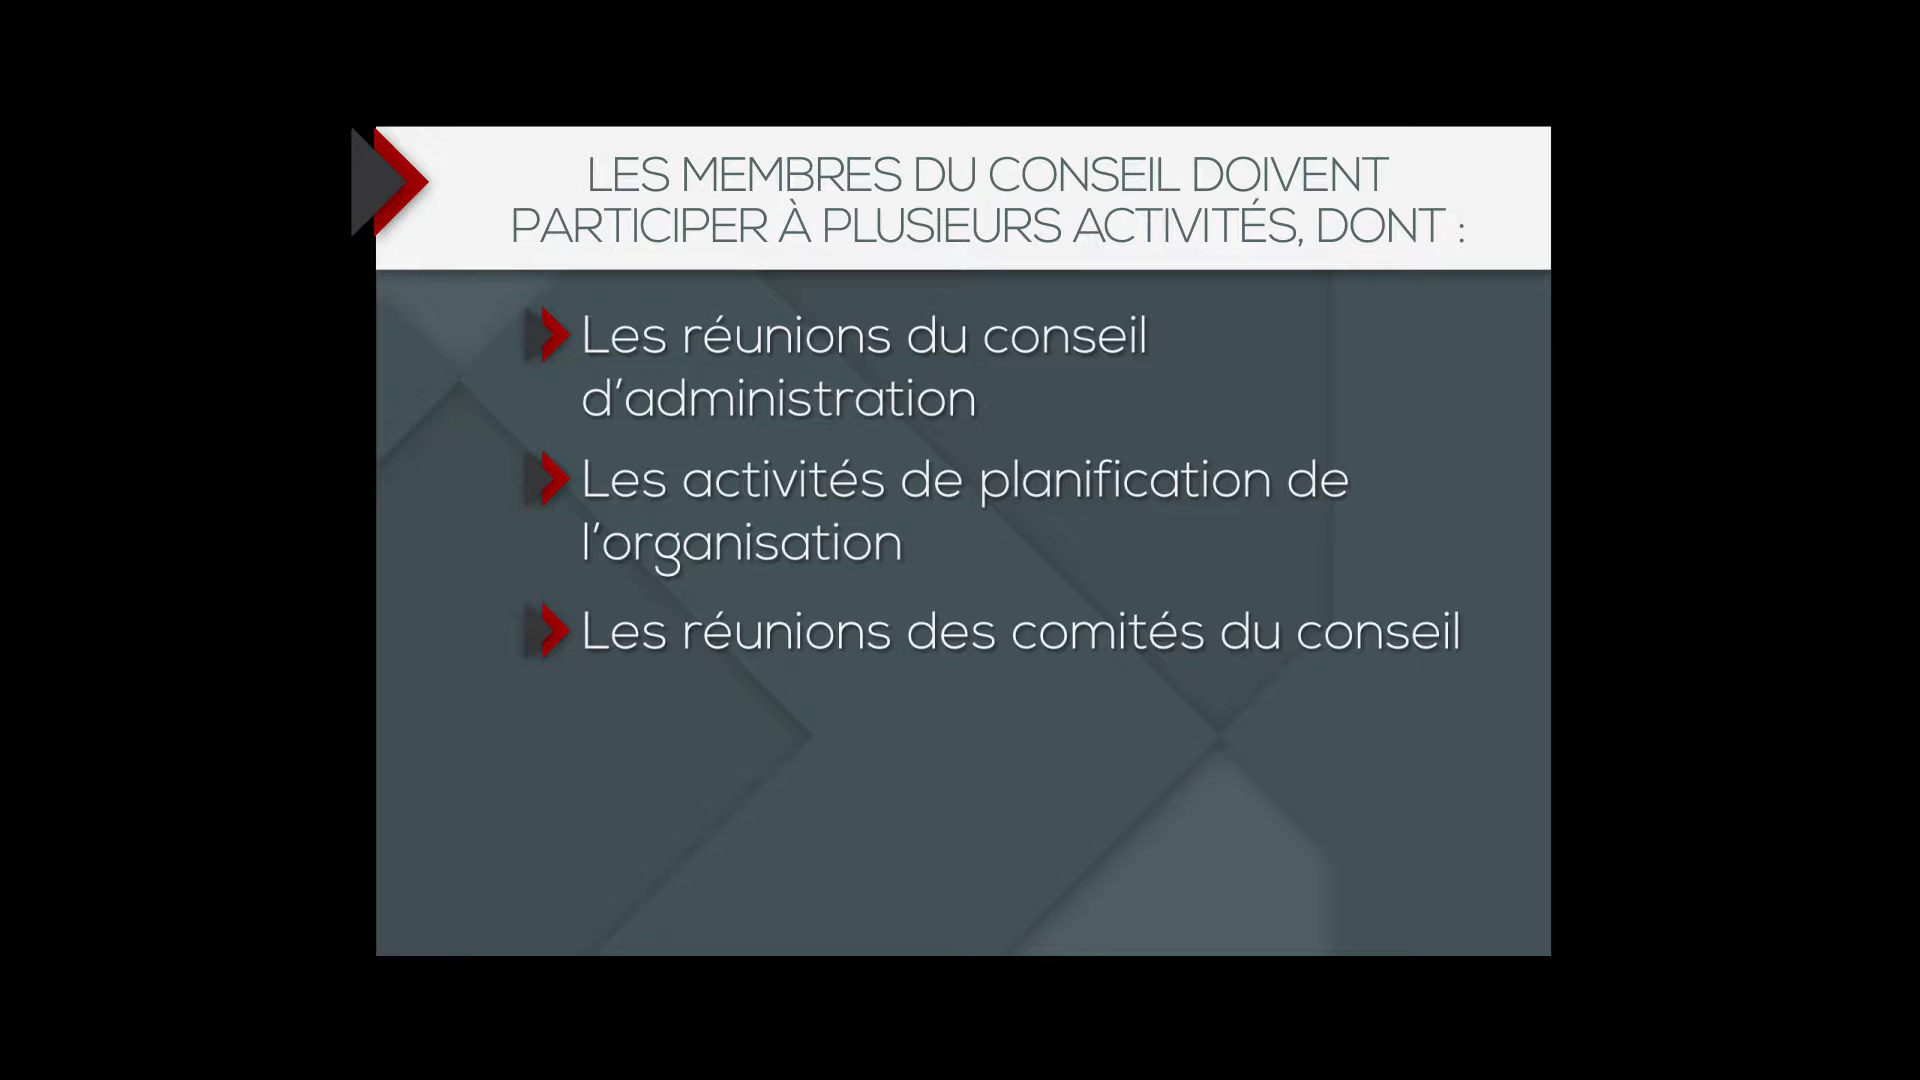 LES MEMBRES DU CONSEIL DOIVENT
PARTICIPER À PLUSIEURS ACTIVITÉS, DONT :
Les réunions du conseil
d’administration
Les activités de planification de
l’organisation
Les réunions des comités du conseil